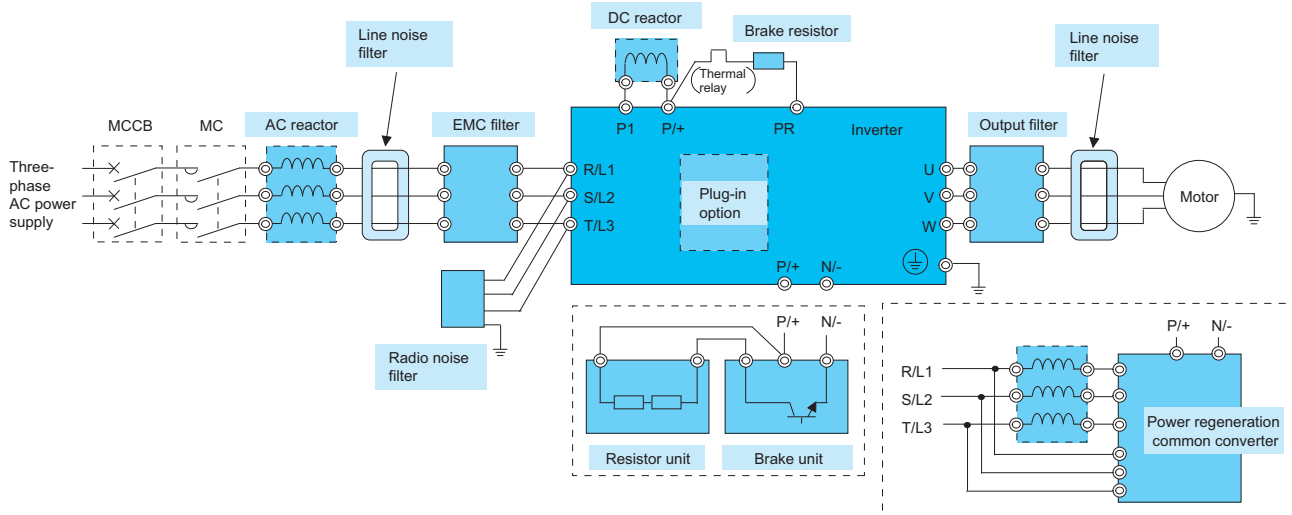 DC reactor
Brake resistor
Line noise
filter
Line noise
filter
(Thermal
relay)
MCCB
MC
AC reactor
EMC filter
P1
P/+
PR
Inverter
Output filter
Three-
phase
AC power
supply
R/L1
S/L2
T/L3
Plug-in
option
U
V
W
Motor
P/+
N/-
Radio noise
filter
P/+
N/-
Resistor unit
Brake unit
P/+
N/-
R/L1
S/L2
T/L3
Power regeneration
common converter